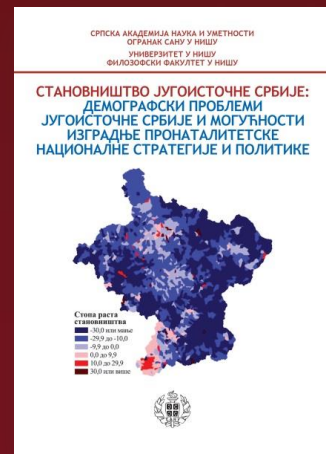 СРПСКА АКАДЕМИЈА НАУКА И УМЕТНОСТИ
ОГРАНАК САНУ У НИШУ
УНИВЕРЗИТЕТ У НИШУ
ФИЛОЗОФСКИ ФАКУЛТЕТ У НИШУ
СТАНОВНИШТВО ЈУГОИСТОЧНЕ СРБИЈЕ:
ДЕМОГРАФСКИ ПРОБЛЕМИ
ЈУГОИСТОЧНЕ СРБИЈЕ И МОГУЋНОСТИ
ИЗГРАДЊЕ ПРОНАТАЛИТЕТСКЕ
НАЦИОНАЛНЕ СТРАТЕГИЈЕ И ПОЛИТИКЕ
Стопа раста
становништва
-30,0 или мање
-29,9 до -10,0
-9,9 до 0,0
0,0 до 9,9
10,0 до 29,9
30,0 или више